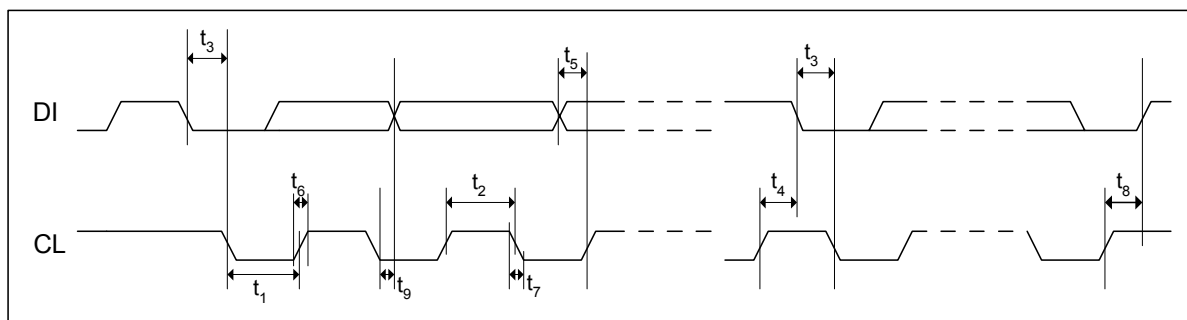 t₃
t₅
t₃
DI
t₆
t₂
t₄
t₈
CL
t₁
t₉
t₇